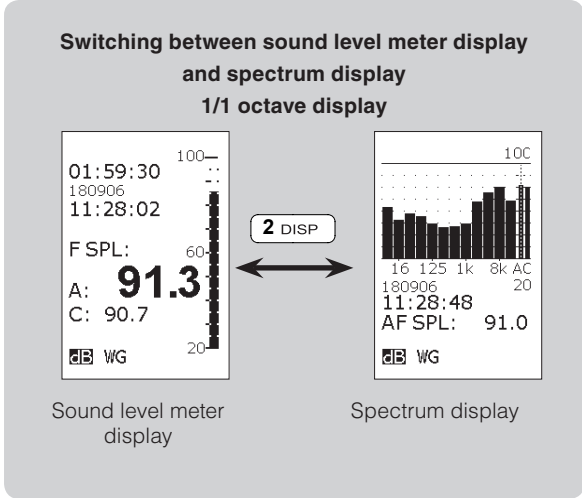 Switching between sound level meter display
and spectrum display
1/1 octave display
01:59:30
180906
11:28:02
F SPL:
A: 91.3
C: 90.7
dB WG
100
60
20
2 DISP
100
16 125 1k 8k AC
180906 20
11:28:48
AF SPL: 91.0
dB WG
Sound level meter
display
Spectrum display